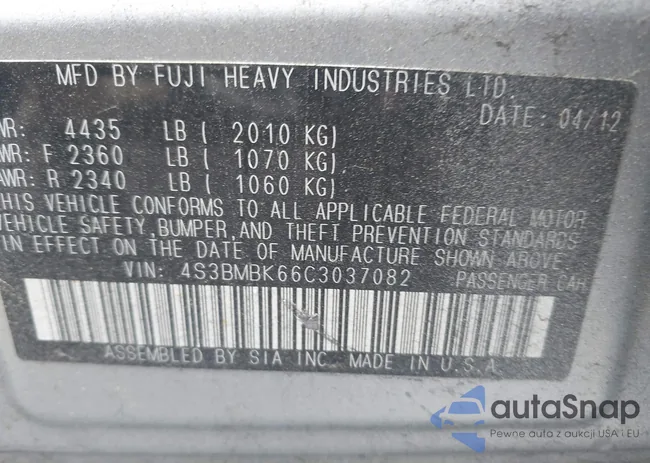 MFD BY FUJI HEAVY INDUSTRIES LTD.
DATE: 04/12
WR: 4435 LB ( 2010 KG)
WR: F 2360 LB ( 1070 KG)
AWR: R 2340 LB ( 1060 KG)
THIS VEHICLE CONFORMS TO ALL APPLICABLE FEDERAL MOTOR
VEHICLE SAFETY, BUMPER, AND THEFT PREVENTION STANDARDS
IN EFFECT ON THE DATE OF MANUFACTURE SHOWN ABOVE
VIN: 4S3BMBK66C3037082 PASSENGER CAR
ASSEMBLED BY SIA INC. MADE IN U.S.A.
autoSnap
Pewne auta z aukcji USA i EU